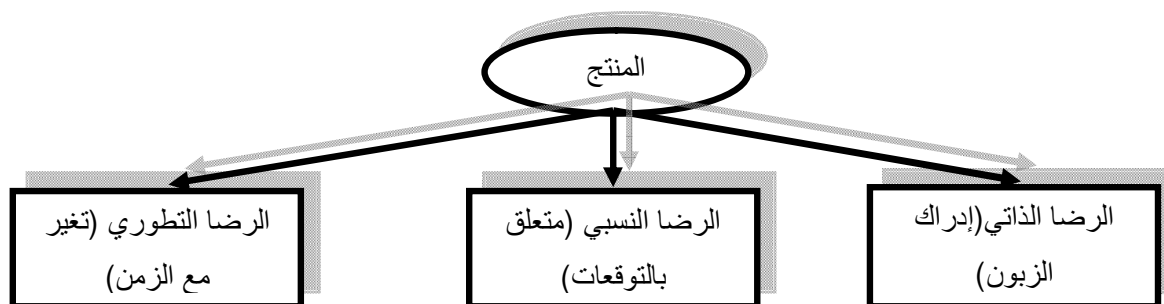 المنتج
الرضا الذاتي(إدراك
الزبون)
الرضا النسبي (متعلق
بالتوقعات)
الرضا التطوري (تغير
مع الزمن)